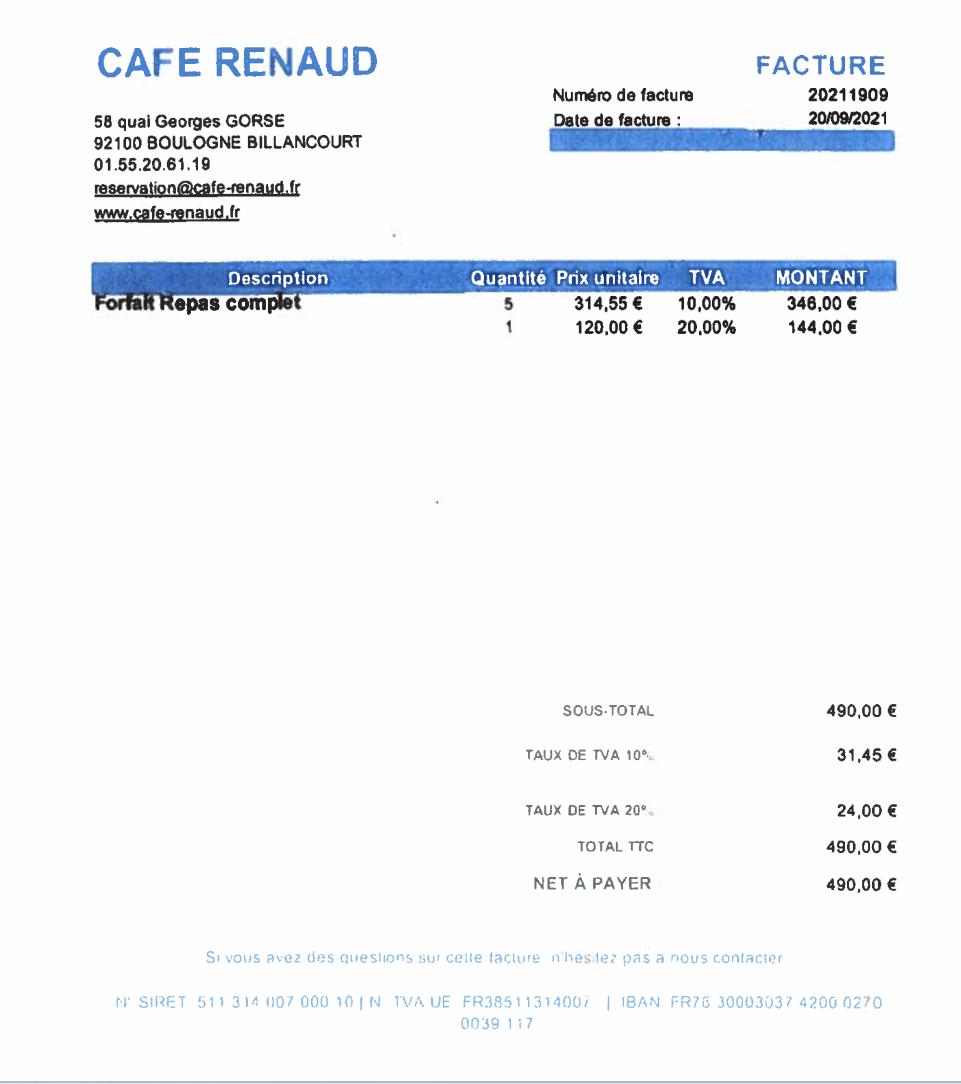 CAFE RENAUD
FACTURE
Numéro de facture 20211909
Date de facture : 20/09/2021
58 quai Georges GORSE
92100 BOULOGNE BILLANCOURT
01.55.20.61.19
reservation@cafe-renaud.fr
www.cafe-renaud.fr
Description Quantité Prix unitaire TVA MONTANT
Forfait Repas complet 5 314,55 € 10,00% 346,00 €
1 120,00 € 20,00% 144,00 €
SOUS-TOTAL 490,00 €
TAUX DE TVA 10% 31,45 €
TAUX DE TVA 20% 24,00 €
TOTAL TTC 490,00 €
NET À PAYER 490,00 €
Si vous avez des questions sur cette facture n'hésitez pas à nous contacter
N° SIRET 511 314 007 000 10 | N TVA UE FR38511314007 | IBAN FR76 30003037 4200 0270
0039 117